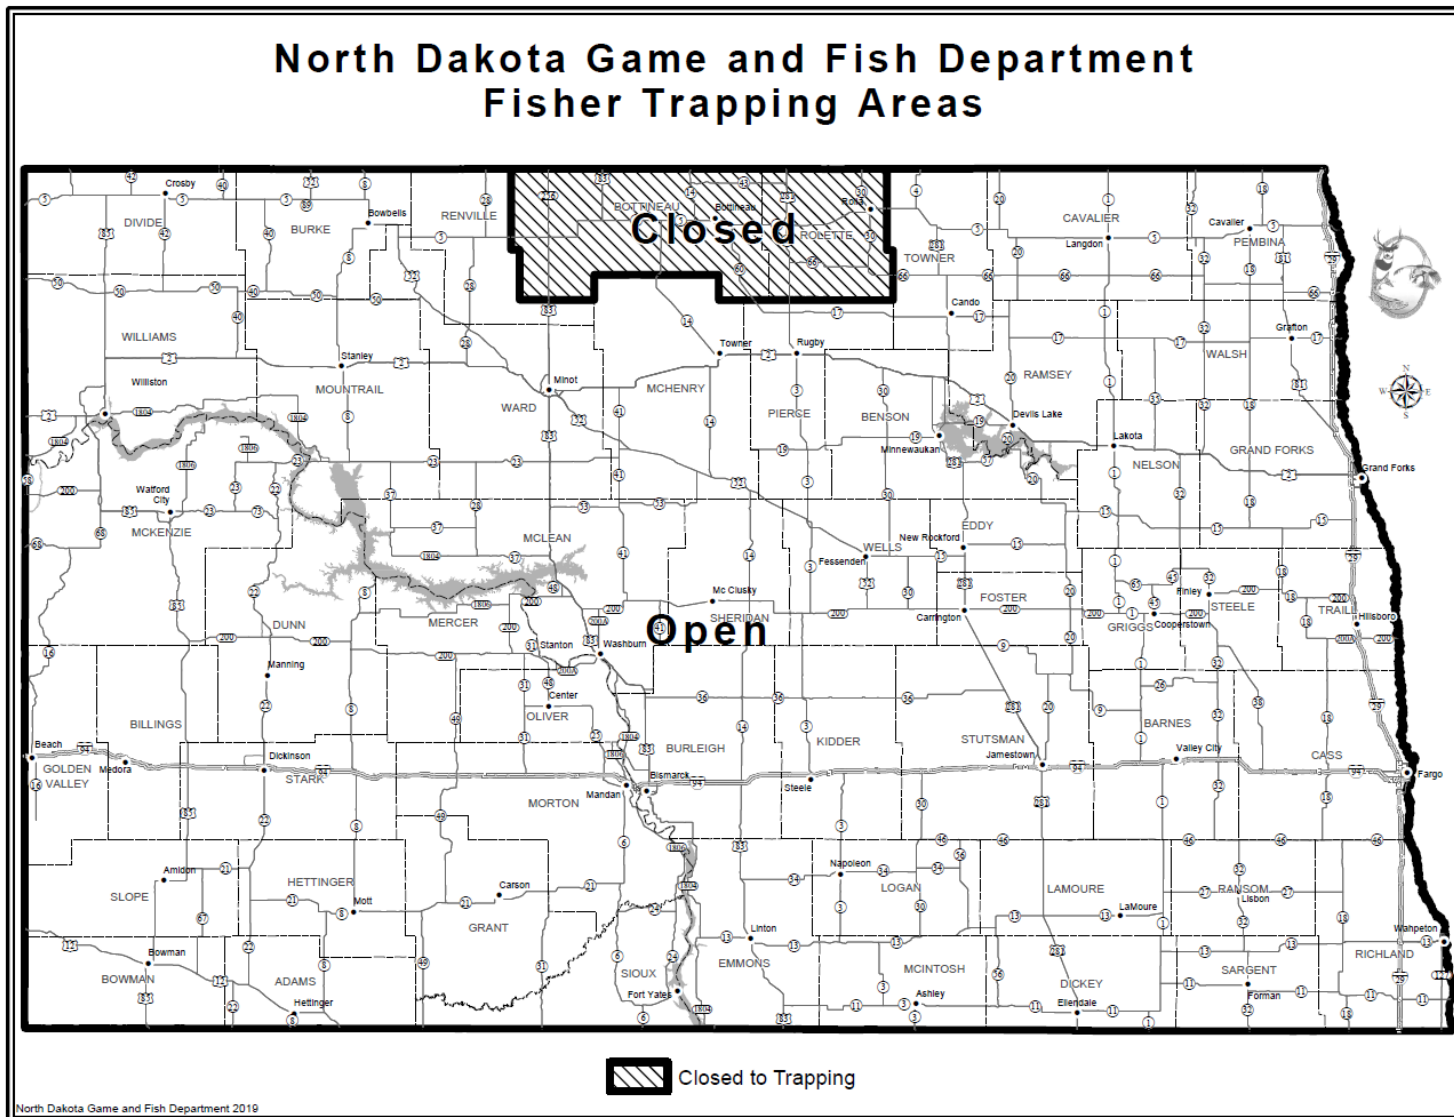 North Dakota Game and Fish Department
Fisher Trapping Areas
Crosby
DIVIDE
BURKE
Bowbells
RENVILLE
BOTTINEAU
Bottineau
Closed
Rolla
ROLETTE
TOWNER
CAVALIER
Langdon
Cavalier
PEMBINA
Cando
WILLIAMS
Williston
Stanley
MOUNTRAIL
Minot
WARD
Towner
MCHENRY
Rugby
PIERCE
BENSON
Minnewaukan
RAMSEY
Devils Lake
Grafton
WALSH
Lakota
NELSON
GRAND FORKS
Grand Forks
Watford
City
MCKENZIE
MCLEAN
Fessenden
WELLS
New Rockford
EDDY
DUNN
Manning
MERCER
Stanton
Washburn
Mc Clusky
SHERIDAN
Open
Carrington
FOSTER
GRIGGS
Cooperstown
Finley
STEELE
TRAILL
Hillsboro
BILLINGS
Center
OLIVER
BURLEIGH
KIDDER
STUTSMAN
Jamestown
BARNES
Valley City
CASS
Fargo
Beach
GOLDEN
VALLEY
Medora
Dickinson
STARK
MORTON
Mandan
Bismarck
Steele
Amidon
SLOPE
HETTINGER
Mott
Carson
GRANT
Napoleon
LOGAN
LAMOURE
LaMoure
RANSOM
Lisbon
Bowman
BOWMAN
ADAMS
Hettinger
SIOUX
Fort Yates
Linton
EMMONS
MCINTOSH
Ashley
DICKEY
Ellendale
SARGENT
Forman
Wahpeton
RICHLAND
N
W E
S
Closed to Trapping
North Dakota Game and Fish Department 2019